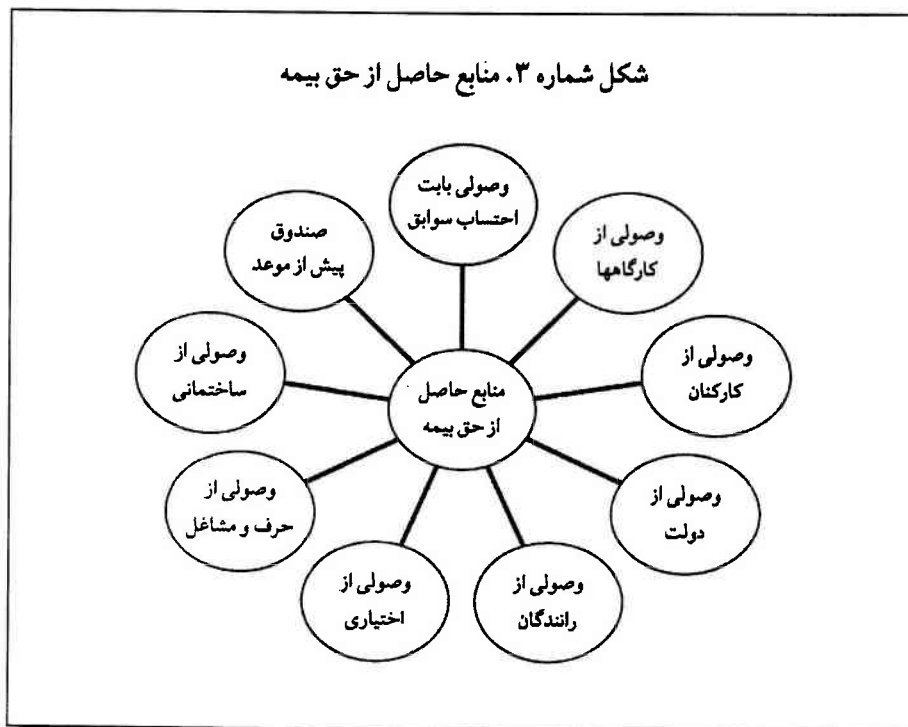 شکل شماره ۳. منابع حاصل از حق بیمه
وصولی بابت
احتساب سوابق
وصولی از
کارگاهها
وصولی از
کارکنان
وصولی از
دولت
وصولی از
رانندگان
وصولی از
اختیاری
وصولی از
حرف و مشاغل
وصولی از
ساختمانی
صندوق
پیش از موعد
منابع حاصل
از حق بیمه